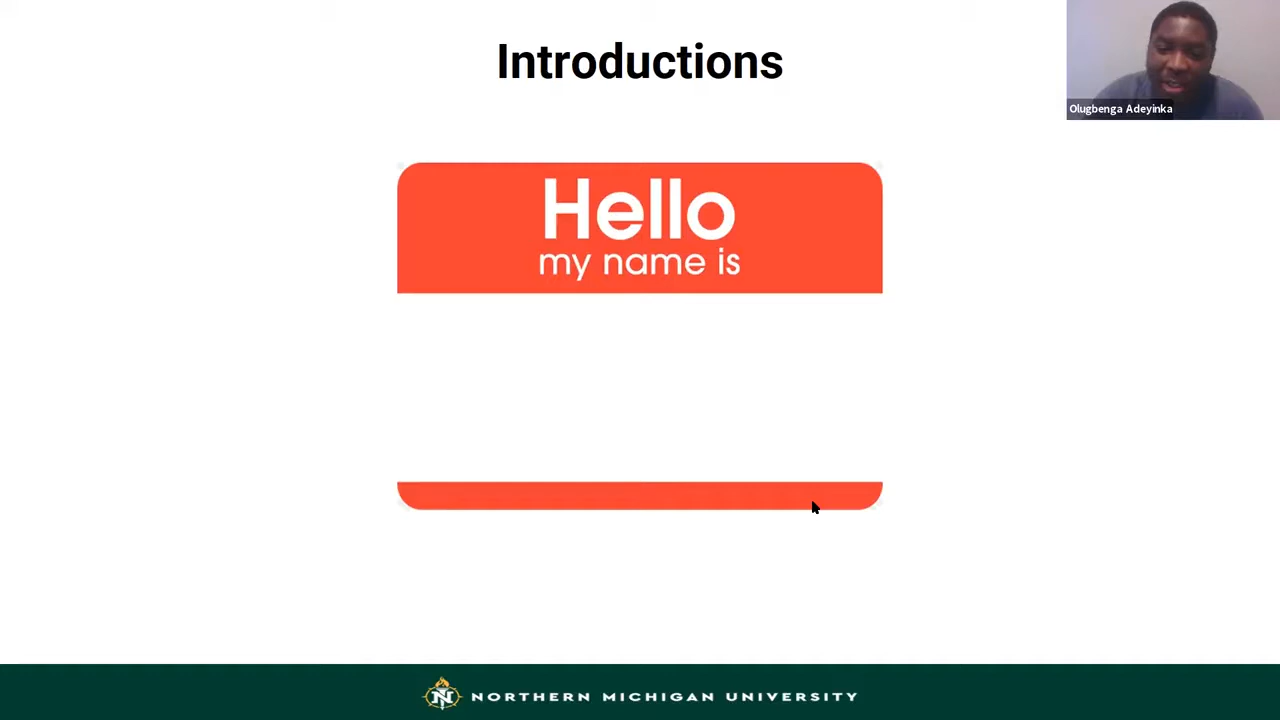 Introductions
Olugbenga Adeyinka
Hello
my name is
NORTHERN MICHIGAN UNIVERSITY